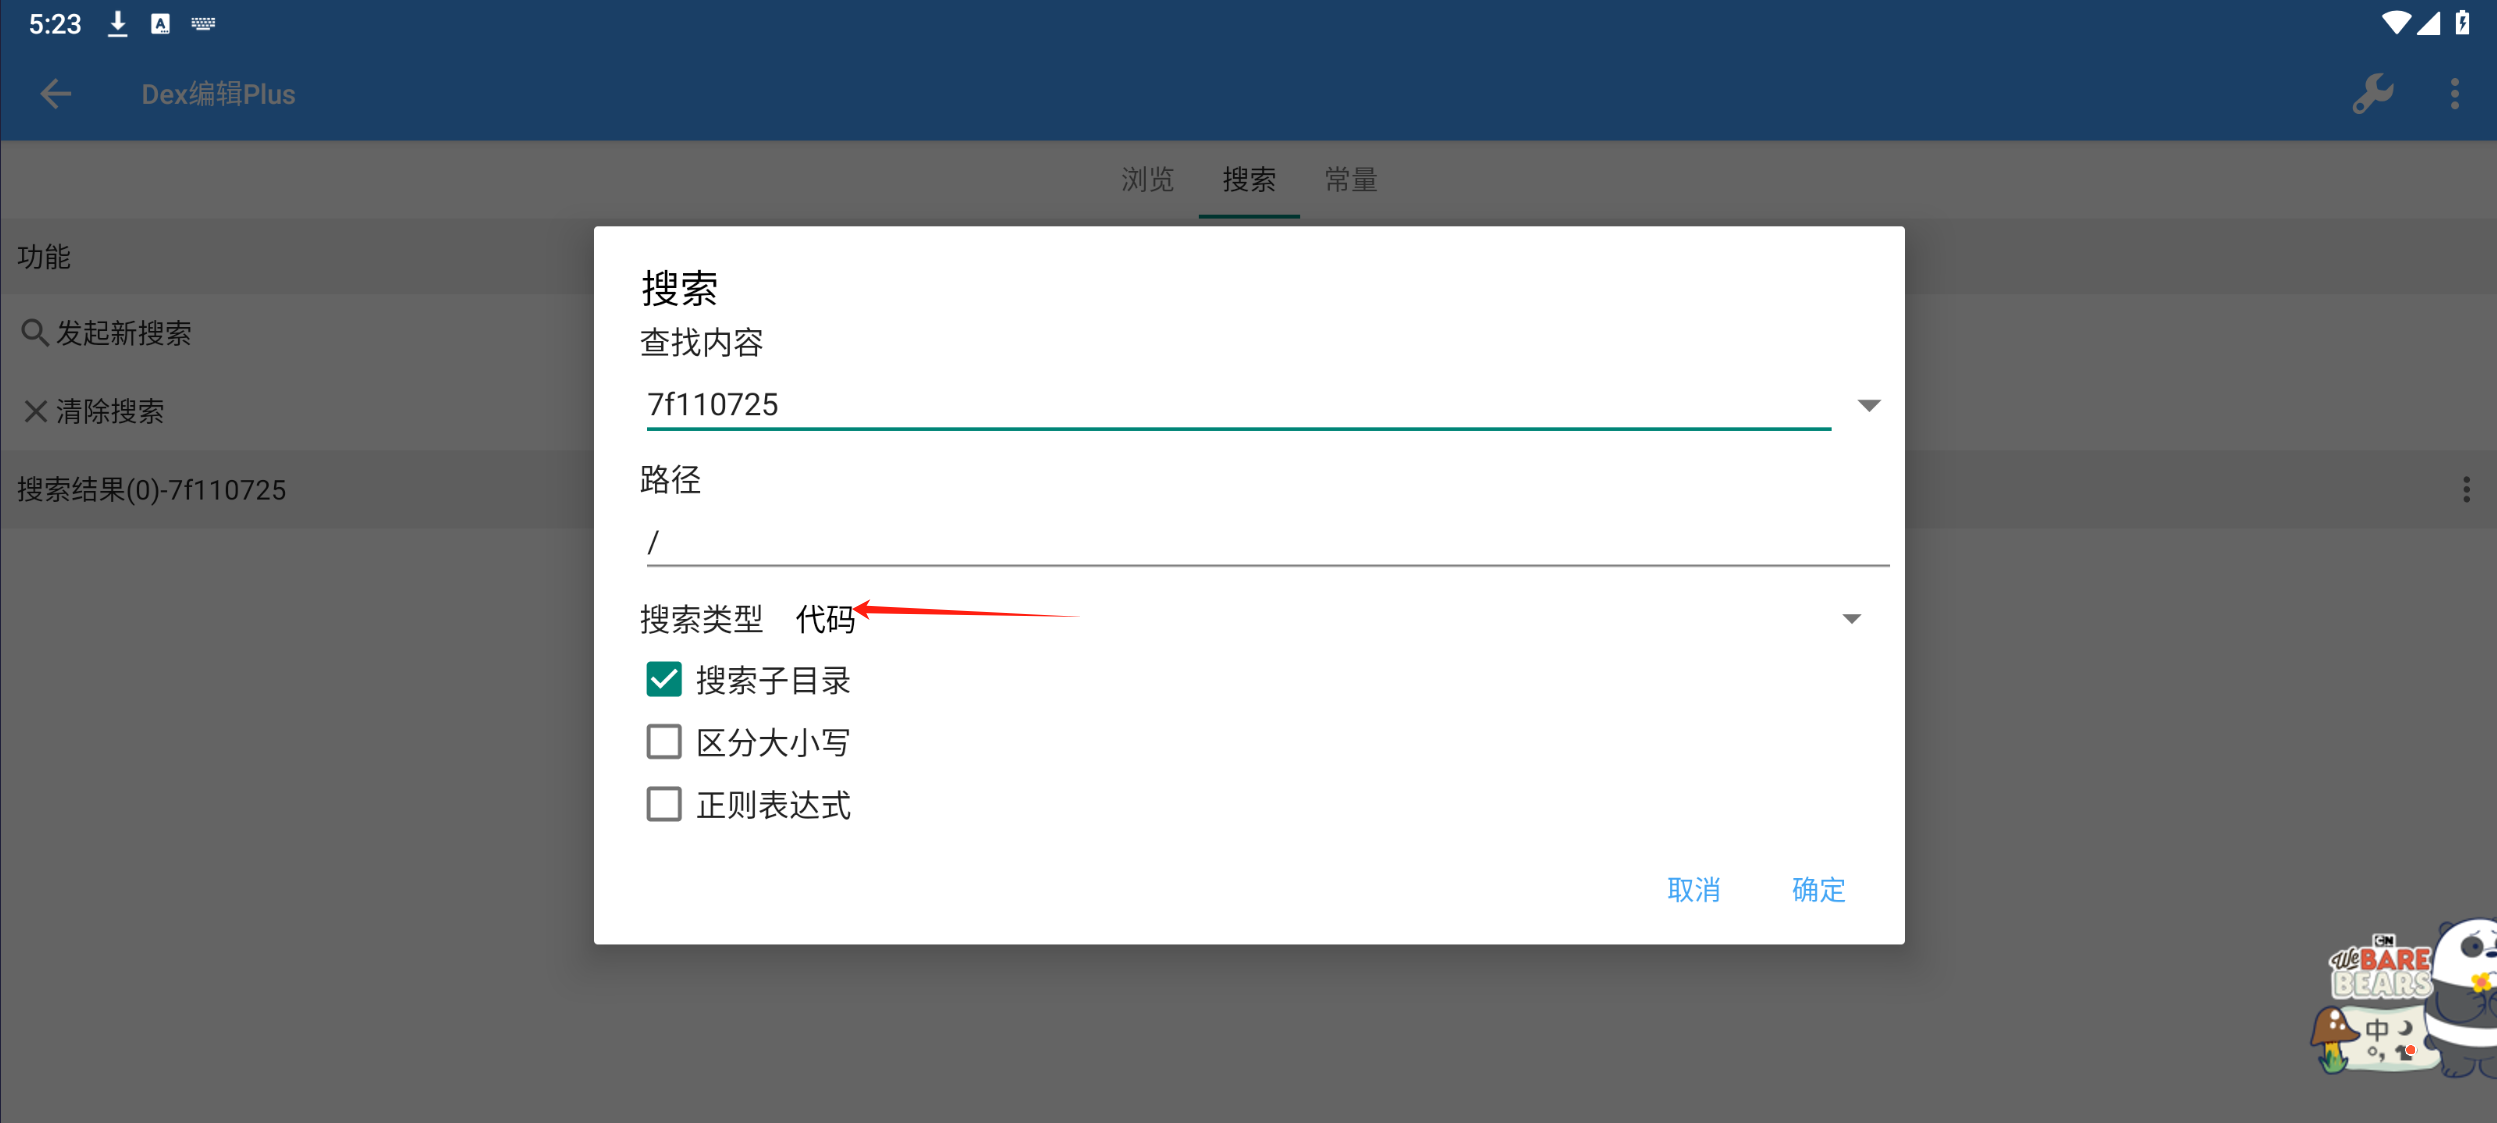 5:23
Dex编辑Plus
浏览
搜索
常量
功能
发起新搜索
清除搜索
搜索结果(0)-7f110725
搜索
查找内容
7f110725
路径
/
搜索类型 代码
搜索子目录
区分大小写
正则表达式
取消
确定
CN
We BARE
BEARS
中